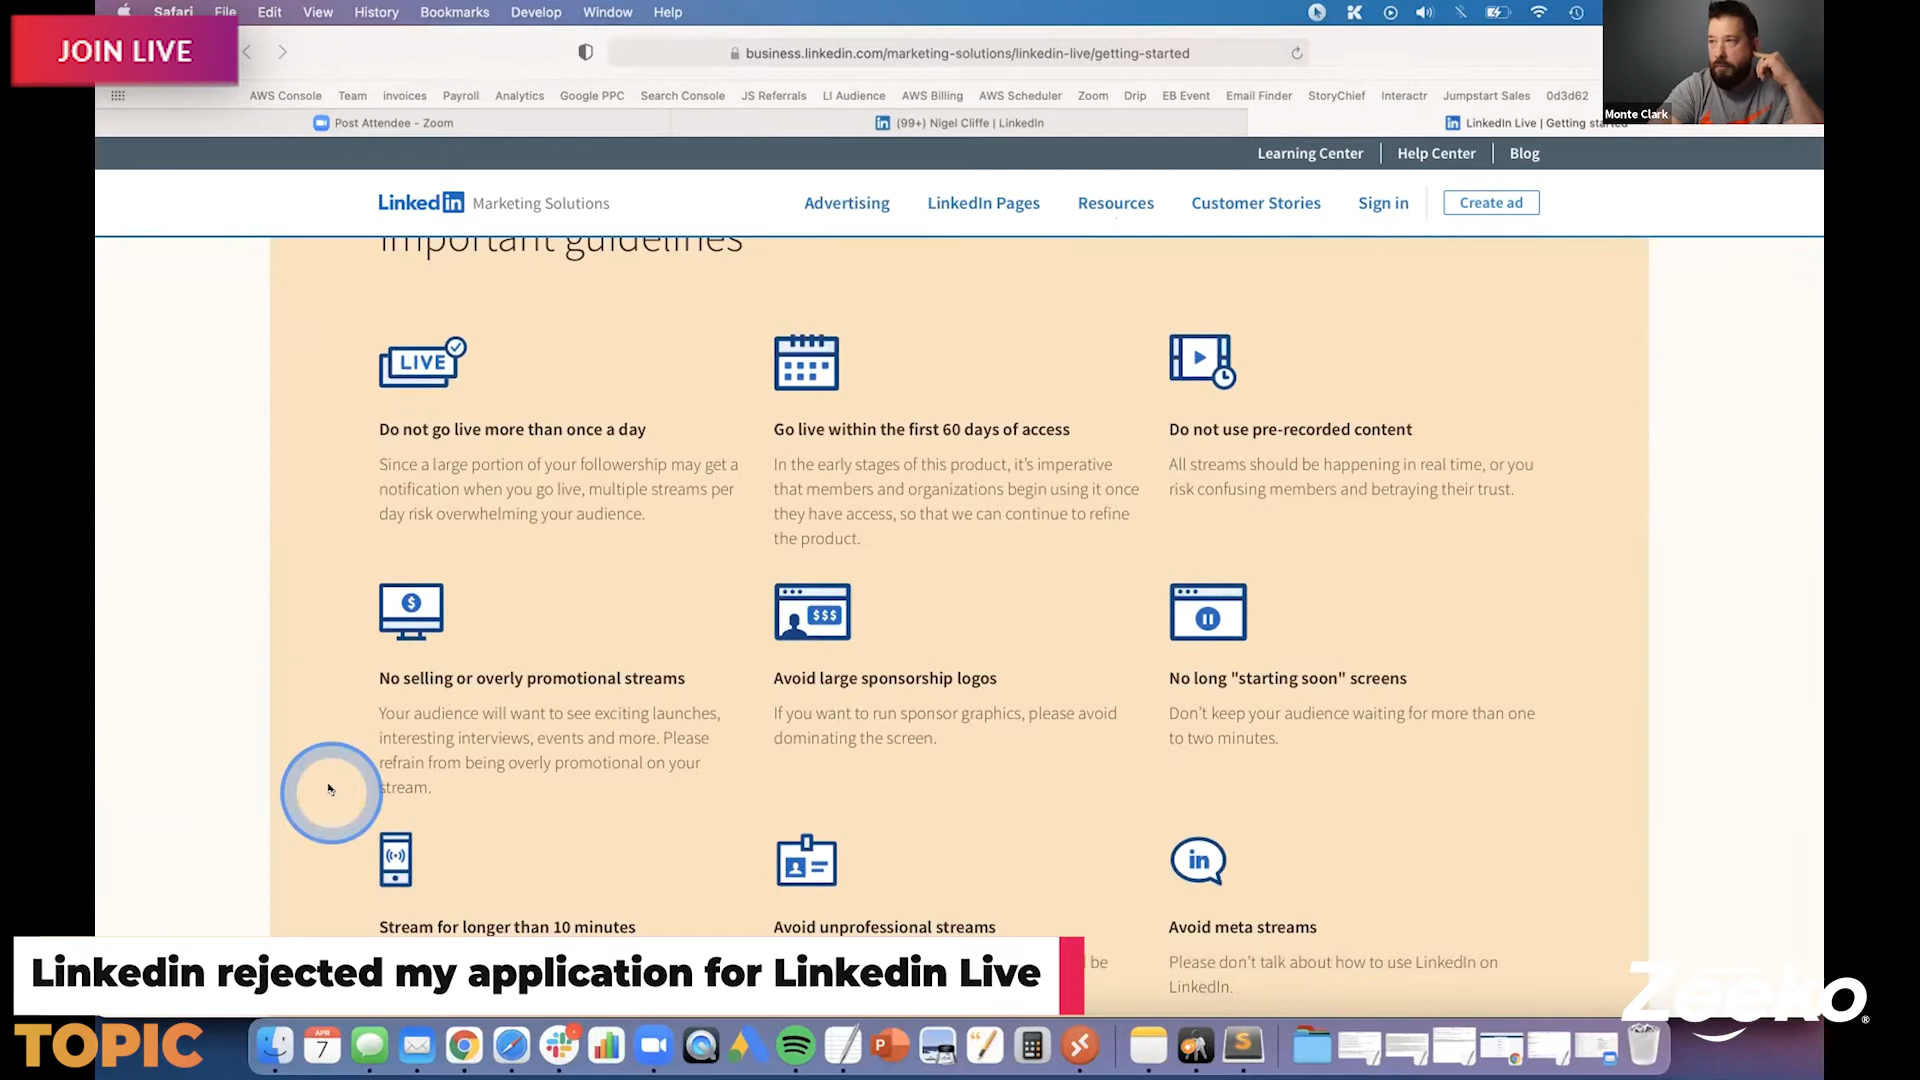 JOIN LIVE
Safari File Edit View History Bookmarks Develop Window Help
business.linkedin.com/marketing-solutions/linkedin-live/getting-started
AWS Console Team invoices Payroll Analytics Google PPC Search Console JS Referrals LI Audience AWS Billing AWS Scheduler Zoom Drip EB Event Email Finder StoryChief Interactr Jumpstart Sales 0d3d62
Monte Clark
Post Attendee - Zoom
(99+) Nigel Cliffe | LinkedIn
LinkedIn Live | Getting started
Learning Center Help Center Blog
Linkedin Marketing Solutions
Advertising LinkedIn Pages Resources Customer Stories Sign in Create ad
Important guidelines
LIVE
Do not go live more than once a day
Since a large portion of your followership may get a
notification when you go live, multiple streams per
day risk overwhelming your audience.
Go live within the first 60 days of access
In the early stages of this product, it's imperative
that members and organizations begin using it once
they have access, so that we can continue to refine
the product.
Do not use pre-recorded content
All streams should be happening in real time, or you
risk confusing members and betraying their trust.
$
No selling or overly promotional streams
Your audience will want to see exciting launches,
interesting interviews, events and more. Please
refrain from being overly promotional on your
stream.
$$$
Avoid large sponsorship logos
If you want to run sponsor graphics, please avoid
dominating the screen.
No long "starting soon" screens
Don't keep your audience waiting for more than one
to two minutes.
Stream for longer than 10 minutes
Avoid unprofessional streams
be
in
Avoid meta streams
Please don't talk about how to use LinkedIn on
LinkedIn.
Linkedin rejected my application for Linkedin Live
TOPIC
APR
7
Zeeko®